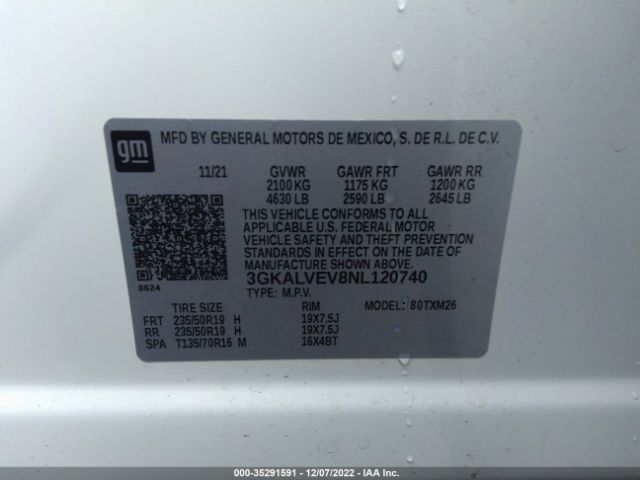 gm
MFD BY GENERAL MOTORS DE MEXICO, S. DE R.L. DE C.V.
11/21 GVWR GAWR FRT GAWR RR
2100 KG 1175 KG 1200 KG
4630 LB 2590 LB 2645 LB
THIS VEHICLE CONFORMS TO ALL
APPLICABLE U.S. FEDERAL MOTOR
VEHICLE SAFETY AND THEFT PREVENTION
STANDARDS IN EFFECT ON THE DATE OF
MANUFACTURE SHOWN ABOVE.
3GKALVEV8NL120740
8624
TYPE: M.P.V.
TIRE SIZE RIM MODEL: 80TXM26
FRT 235/50R19 H 19X7.5J
RR 235/50R19 H 19X7.5J
SPA T135/70R16 M 16X4BT
000-35291591 - 12/07/2022 - IAA Inc.